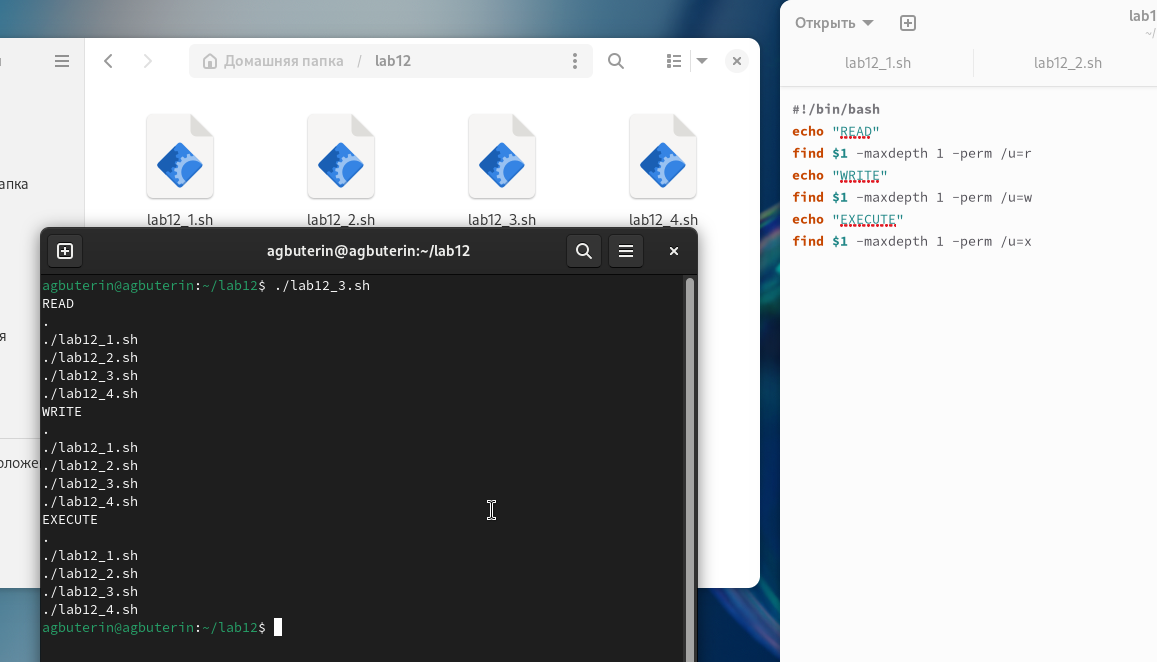 Домашняя папка / lab12
апка
я
оложе
lab12_1.sh
lab12_2.sh
lab12_3.sh
lab12_4.sh
agbuterin@agbuterin:~/lab12
agbuterin@agbuterin:~/lab12$ ./lab12_3.sh
READ
.
./lab12_1.sh
./lab12_2.sh
./lab12_3.sh
./lab12_4.sh
WRITE
.
./lab12_1.sh
./lab12_2.sh
./lab12_3.sh
./lab12_4.sh
EXECUTE
.
./lab12_1.sh
./lab12_2.sh
./lab12_3.sh
./lab12_4.sh
agbuterin@agbuterin:~/lab12$
Открыть
lab1
~/
lab12_1.sh
lab12_2.sh
#!/bin/bash
echo "READ"
find $1 -maxdepth 1 -perm /u=r
echo "WRITE"
find $1 -maxdepth 1 -perm /u=w
echo "EXECUTE"
find $1 -maxdepth 1 -perm /u=x